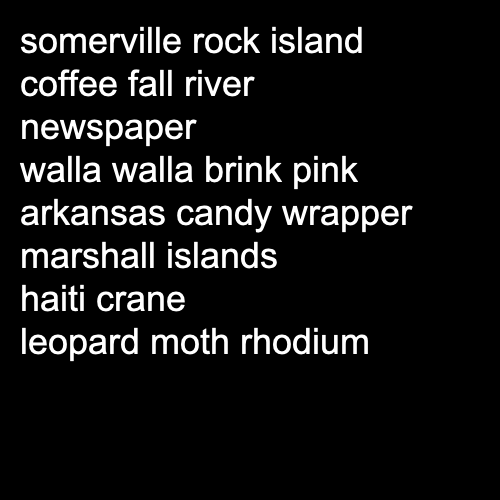 somerville rock island
coffee fall river
newspaper
walla walla brink pink
arkansas candy wrapper
marshall islands
haiti crane
leopard moth rhodium